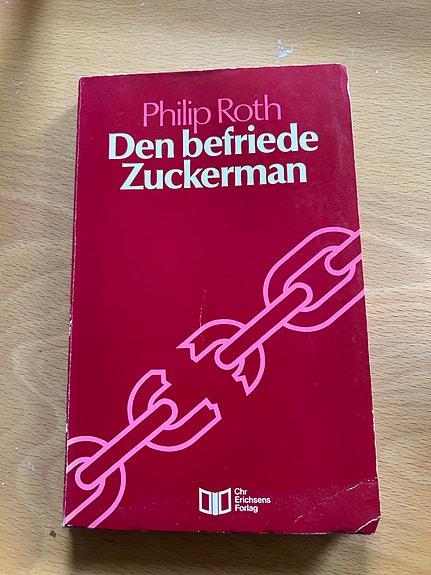 Philip Roth
Den befriede
Zuckerman
Chr
Erichsens
Forlag